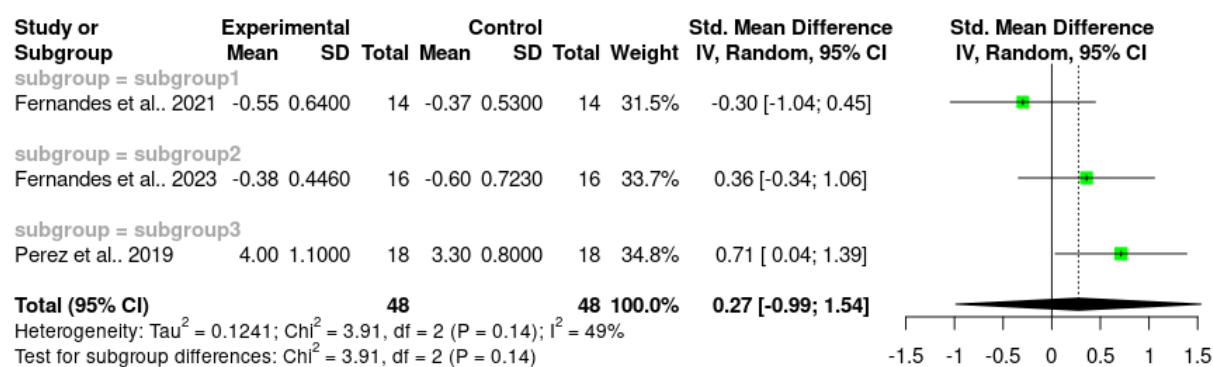 Study or Experimental Control Std. Mean Difference Std. Mean Difference
Subgroup Mean SD Total Mean SD Total Weight IV, Random, 95% CI IV, Random, 95% CI
subgroup = subgroup1
Fernandes et al.. 2021 -0.55 0.6400 14 -0.37 0.5300 14 31.5% -0.30 [-1.04; 0.45]
subgroup = subgroup2
Fernandes et al.. 2023 -0.38 0.4460 16 -0.60 0.7230 16 33.7% 0.36 [-0.34; 1.06]
subgroup = subgroup3
Perez et al.. 2019 4.00 1.1000 18 3.30 0.8000 18 34.8% 0.71 [ 0.04; 1.39]
Total (95% CI) 48 48 100.0% 0.27 [-0.99; 1.54]
Heterogeneity: Tau² = 0.1241; Chi² = 3.91, df = 2 (P = 0.14); I² = 49%
Test for subgroup differences: Chi² = 3.91, df = 2 (P = 0.14)
-1.5 -1 -0.5 0 0.5 1 1.5